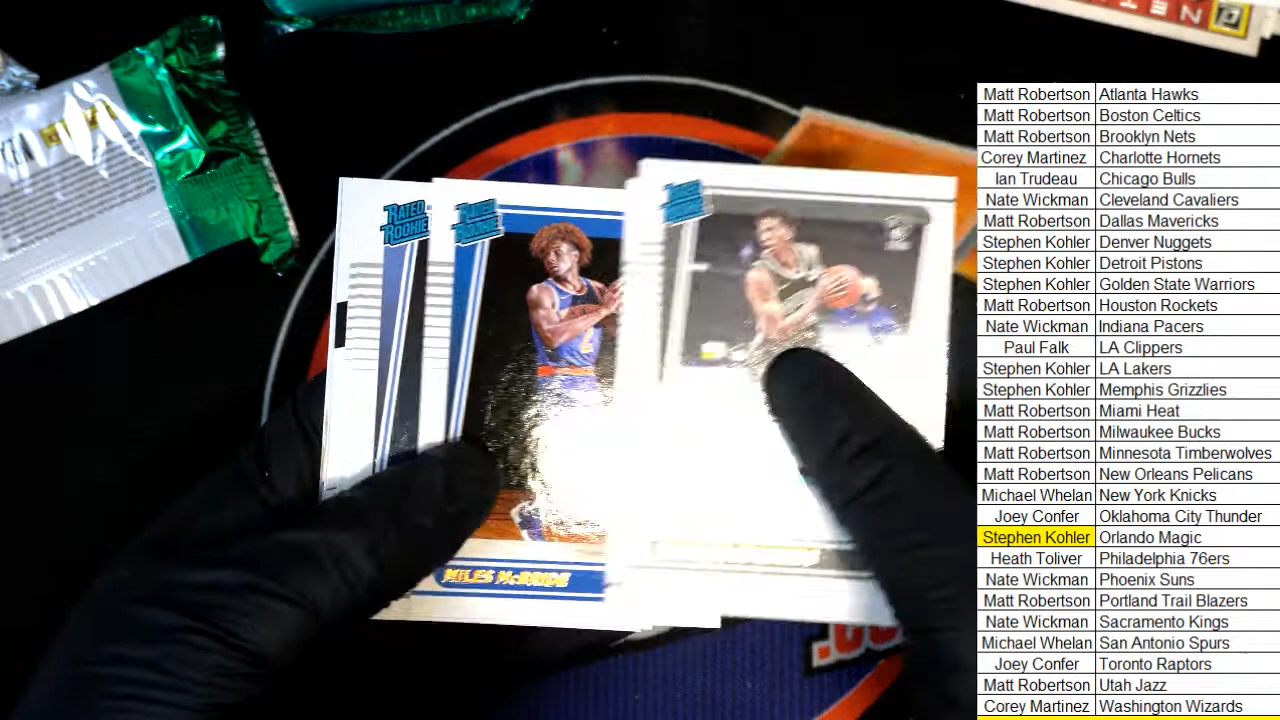 RATED
ROOKIE
RATED
ROOKIE
MILES McBRIDE
Matt Robertson Atlanta Hawks
Matt Robertson Boston Celtics
Matt Robertson Brooklyn Nets
Corey Martinez Charlotte Hornets
Ian Trudeau Chicago Bulls
Nate Wickman Cleveland Cavaliers
Matt Robertson Dallas Mavericks
Stephen Kohler Denver Nuggets
Stephen Kohler Detroit Pistons
Stephen Kohler Golden State Warriors
Matt Robertson Houston Rockets
Nate Wickman Indiana Pacers
Paul Falk LA Clippers
Stephen Kohler LA Lakers
Stephen Kohler Memphis Grizzlies
Matt Robertson Miami Heat
Matt Robertson Milwaukee Bucks
Matt Robertson Minnesota Timberwolves
Matt Robertson New Orleans Pelicans
Michael Whelan New York Knicks
Joey Confer Oklahoma City Thunder
Stephen Kohler Orlando Magic
Heath Toliver Philadelphia 76ers
Nate Wickman Phoenix Suns
Matt Robertson Portland Trail Blazers
Nate Wickman Sacramento Kings
Michael Whelan San Antonio Spurs
Joey Confer Toronto Raptors
Matt Robertson Utah Jazz
Corey Martinez Washington Wizards